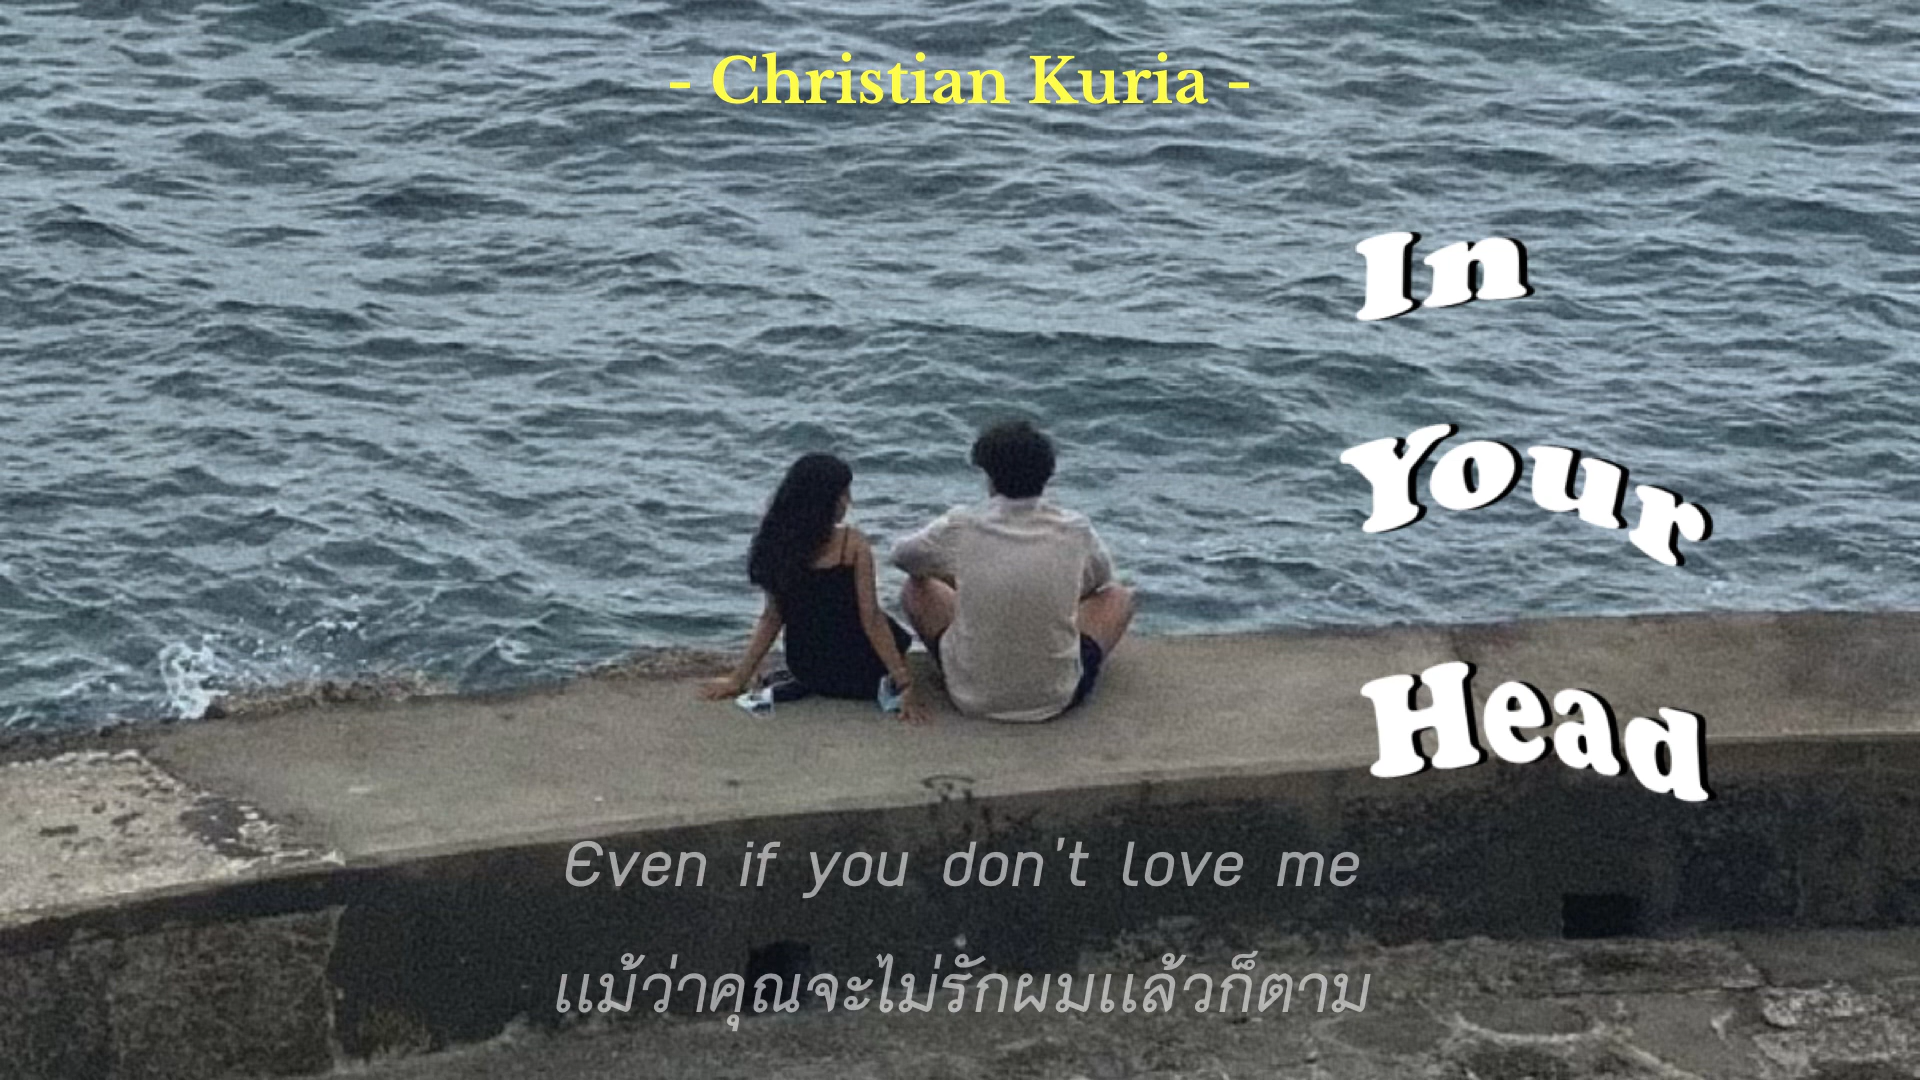 - Christian Kuria -
In
Your
Head
Even if you don't love me
แม้ว่าคุณจะไม่รักผมแล้วก็ตาม